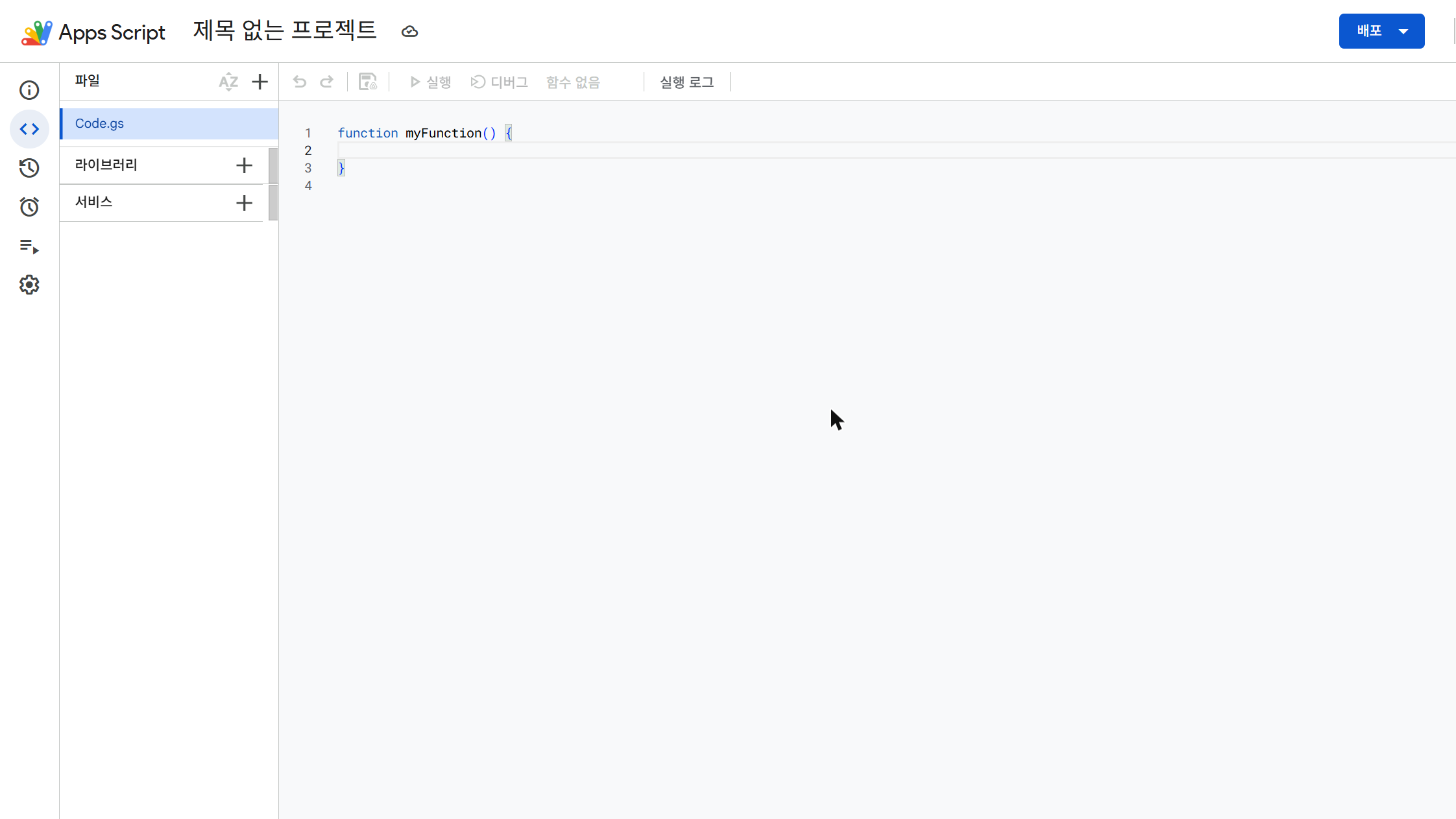 Apps Script 제목 없는 프로젝트 배포
파일 AZ 실행 디버그 함수 없음 실행 로그
Code.gs
라이브러리
서비스
1 function myFunction() {
2
3 }
4